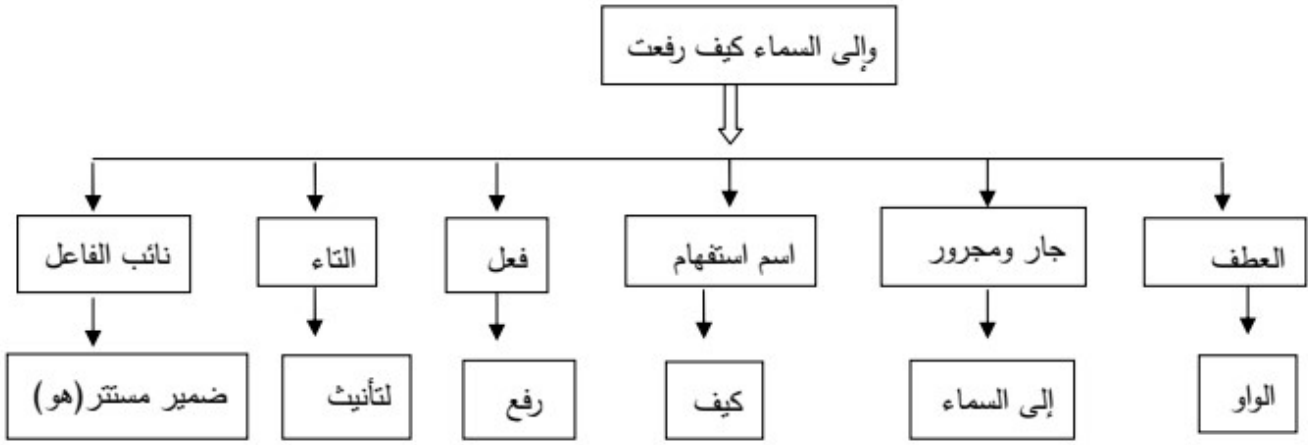 وإلى السماء كيف رفعت
العطف
جار ومجرور
اسم استفهام
فعل
التاء
نائب الفاعل
الواو
إلى السماء
كيف
رفع
لتأنيث
ضمير مستتر(هو)